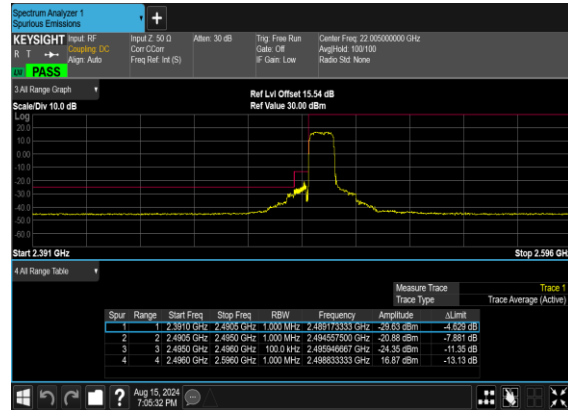 Spectrum Analyzer 1
Spurious Emissions
+
KEYSIGHT Input: RF Input Z: 50 Ω Atten: 30 dB Trig: Free Run Center Freq: 22.005000000 GHz
R T Coupling: DC Corr CCorr Gate: Off Avg|Hold: 100/100
Align: Auto Freq Ref: Int (S) IF Gain: Low Radio Std: None
LW PASS
3 All Range Graph
Ref Lvl Offset 15.54 dB
Scale/Div 10.0 dB Ref Value 30.00 dBm
Log
20.0
10.0
0.00
-10.0
-20.0
-30.0
-40.0
-50.0
-60.0
Start 2.391 GHz Stop 2.596 GHz
4 All Range Table
Measure Trace Trace 1
Trace Type Trace Average (Active)
Spur Range Start Freq Stop Freq RBW Frequency Amplitude ΔLimit
1 1 2.3910 GHz 2.4905 GHz 1.000 MHz 2.489173333 GHz -29.63 dBm -4.629 dB
2 2 2.4905 GHz 2.4950 GHz 1.000 MHz 2.494557500 GHz -20.88 dBm -7.881 dB
3 3 2.4950 GHz 2.4960 GHz 100.0 kHz 2.495946667 GHz -24.35 dBm -11.35 dB
4 4 2.4960 GHz 2.5960 GHz 1.000 MHz 2.498833333 GHz 16.87 dBm -13.13 dB
? Aug 15, 2024
7:05:32 PM